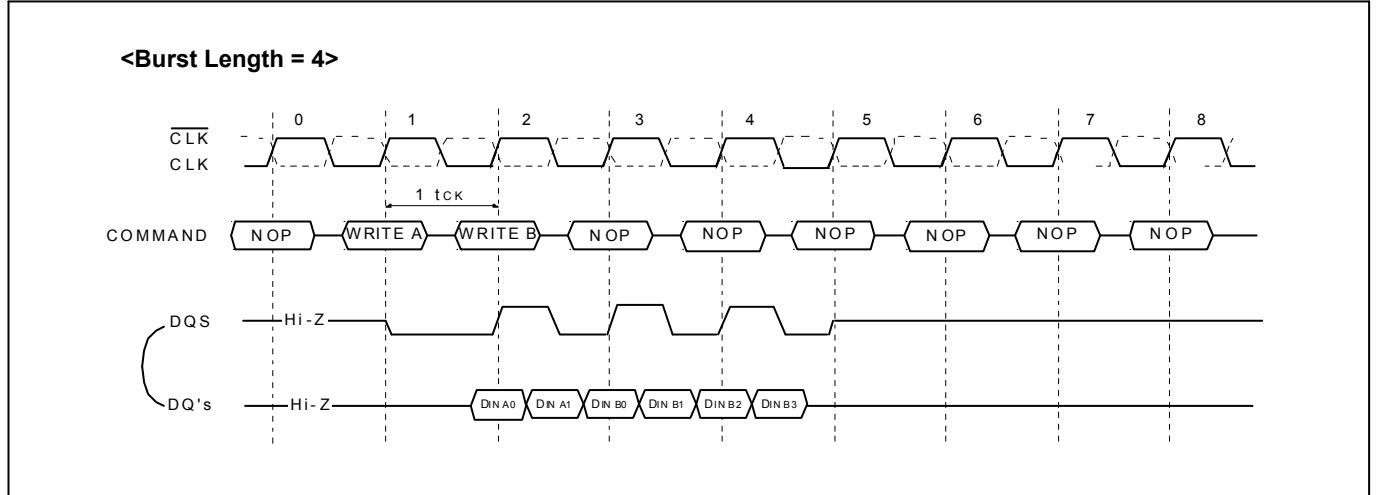 <Burst Length = 4>
0 1 2 3 4 5 6 7 8
CLK
CLK
1 tCK
COMMAND NOP WRITE A WRITE B NOP NOP NOP NOP NOP NOP
DQS Hi-Z
DQ's Hi-Z DIN A0 DIN A1 DIN B0 DIN B1 DIN B2 DIN B3